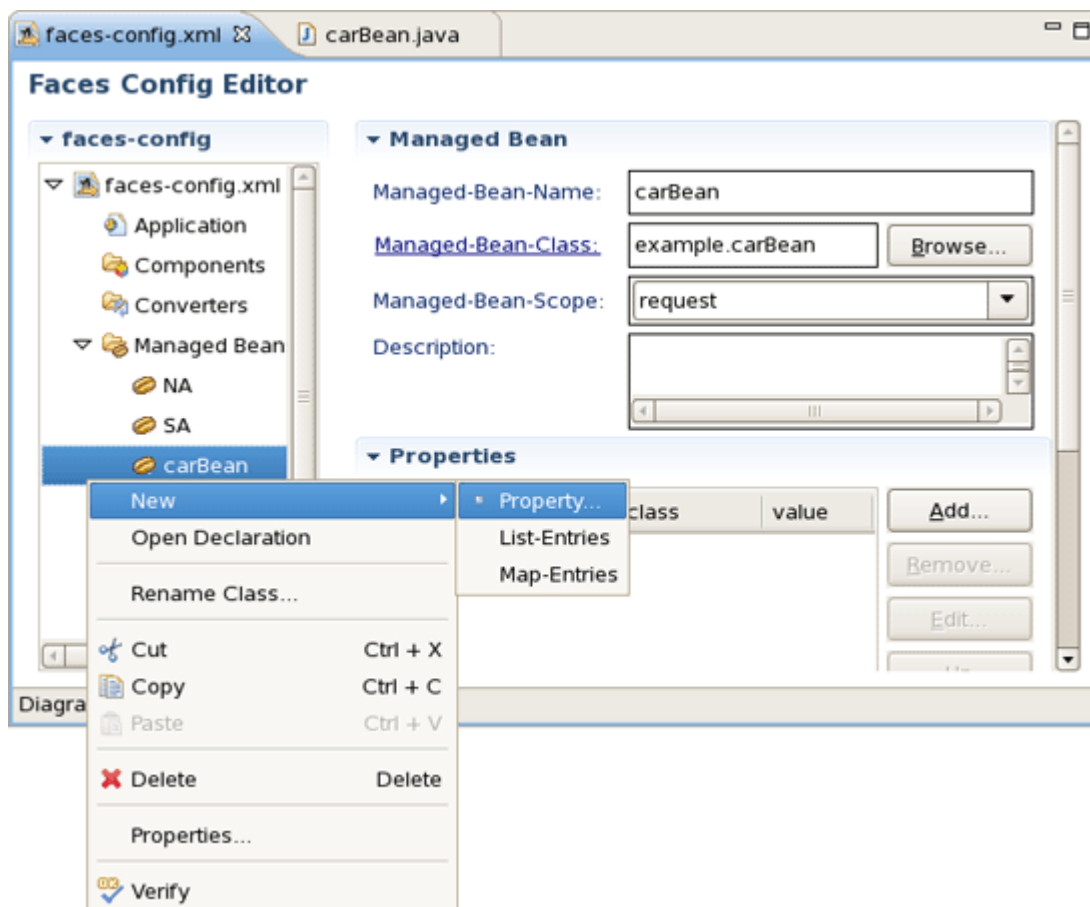 faces-config.xml
carBean.java
Faces Config Editor
faces-config
faces-config.xml
Application
Components
Converters
Managed Bean
NA
SA
carBean
Managed Bean
Managed-Bean-Name: carBean
Managed-Bean-Class: example.carBean Browse...
Managed-Bean-Scope: request
Description:
Properties
class value
Add...
Remove...
Edit...
New
Open Declaration
Rename Class...
Cut Ctrl + X
Copy Ctrl + C
Paste Ctrl + V
Delete Delete
Properties...
Verify
Property...
List-Entries
Map-Entries
Diagra